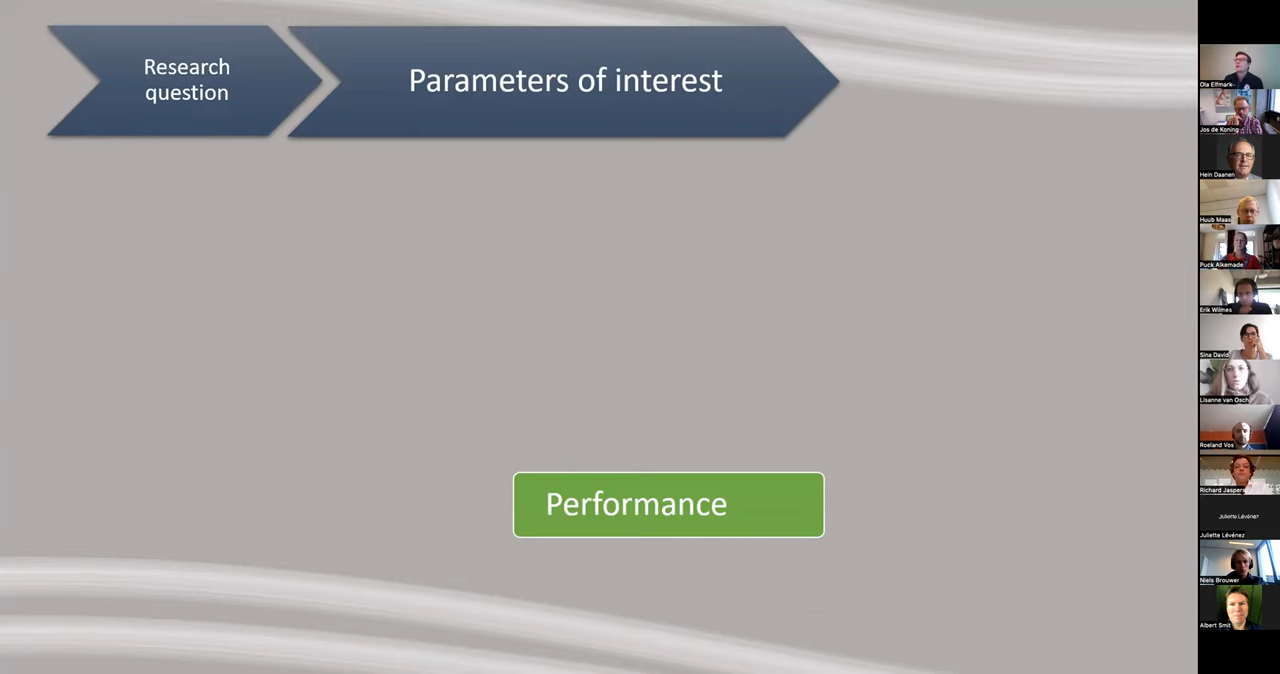 Research
question
Parameters of interest
Performance
Ola Elfmark
Jos de Koning
Hein Daanen
Huub Maas
Puck Alkemade
Erik Wilmes
Sina David
Lisanne van Osch
Roeland Vos
Richard Jaspers
Juliette Lévénez
Juliette Lévénez
Niels Brouwer
Albert Smit